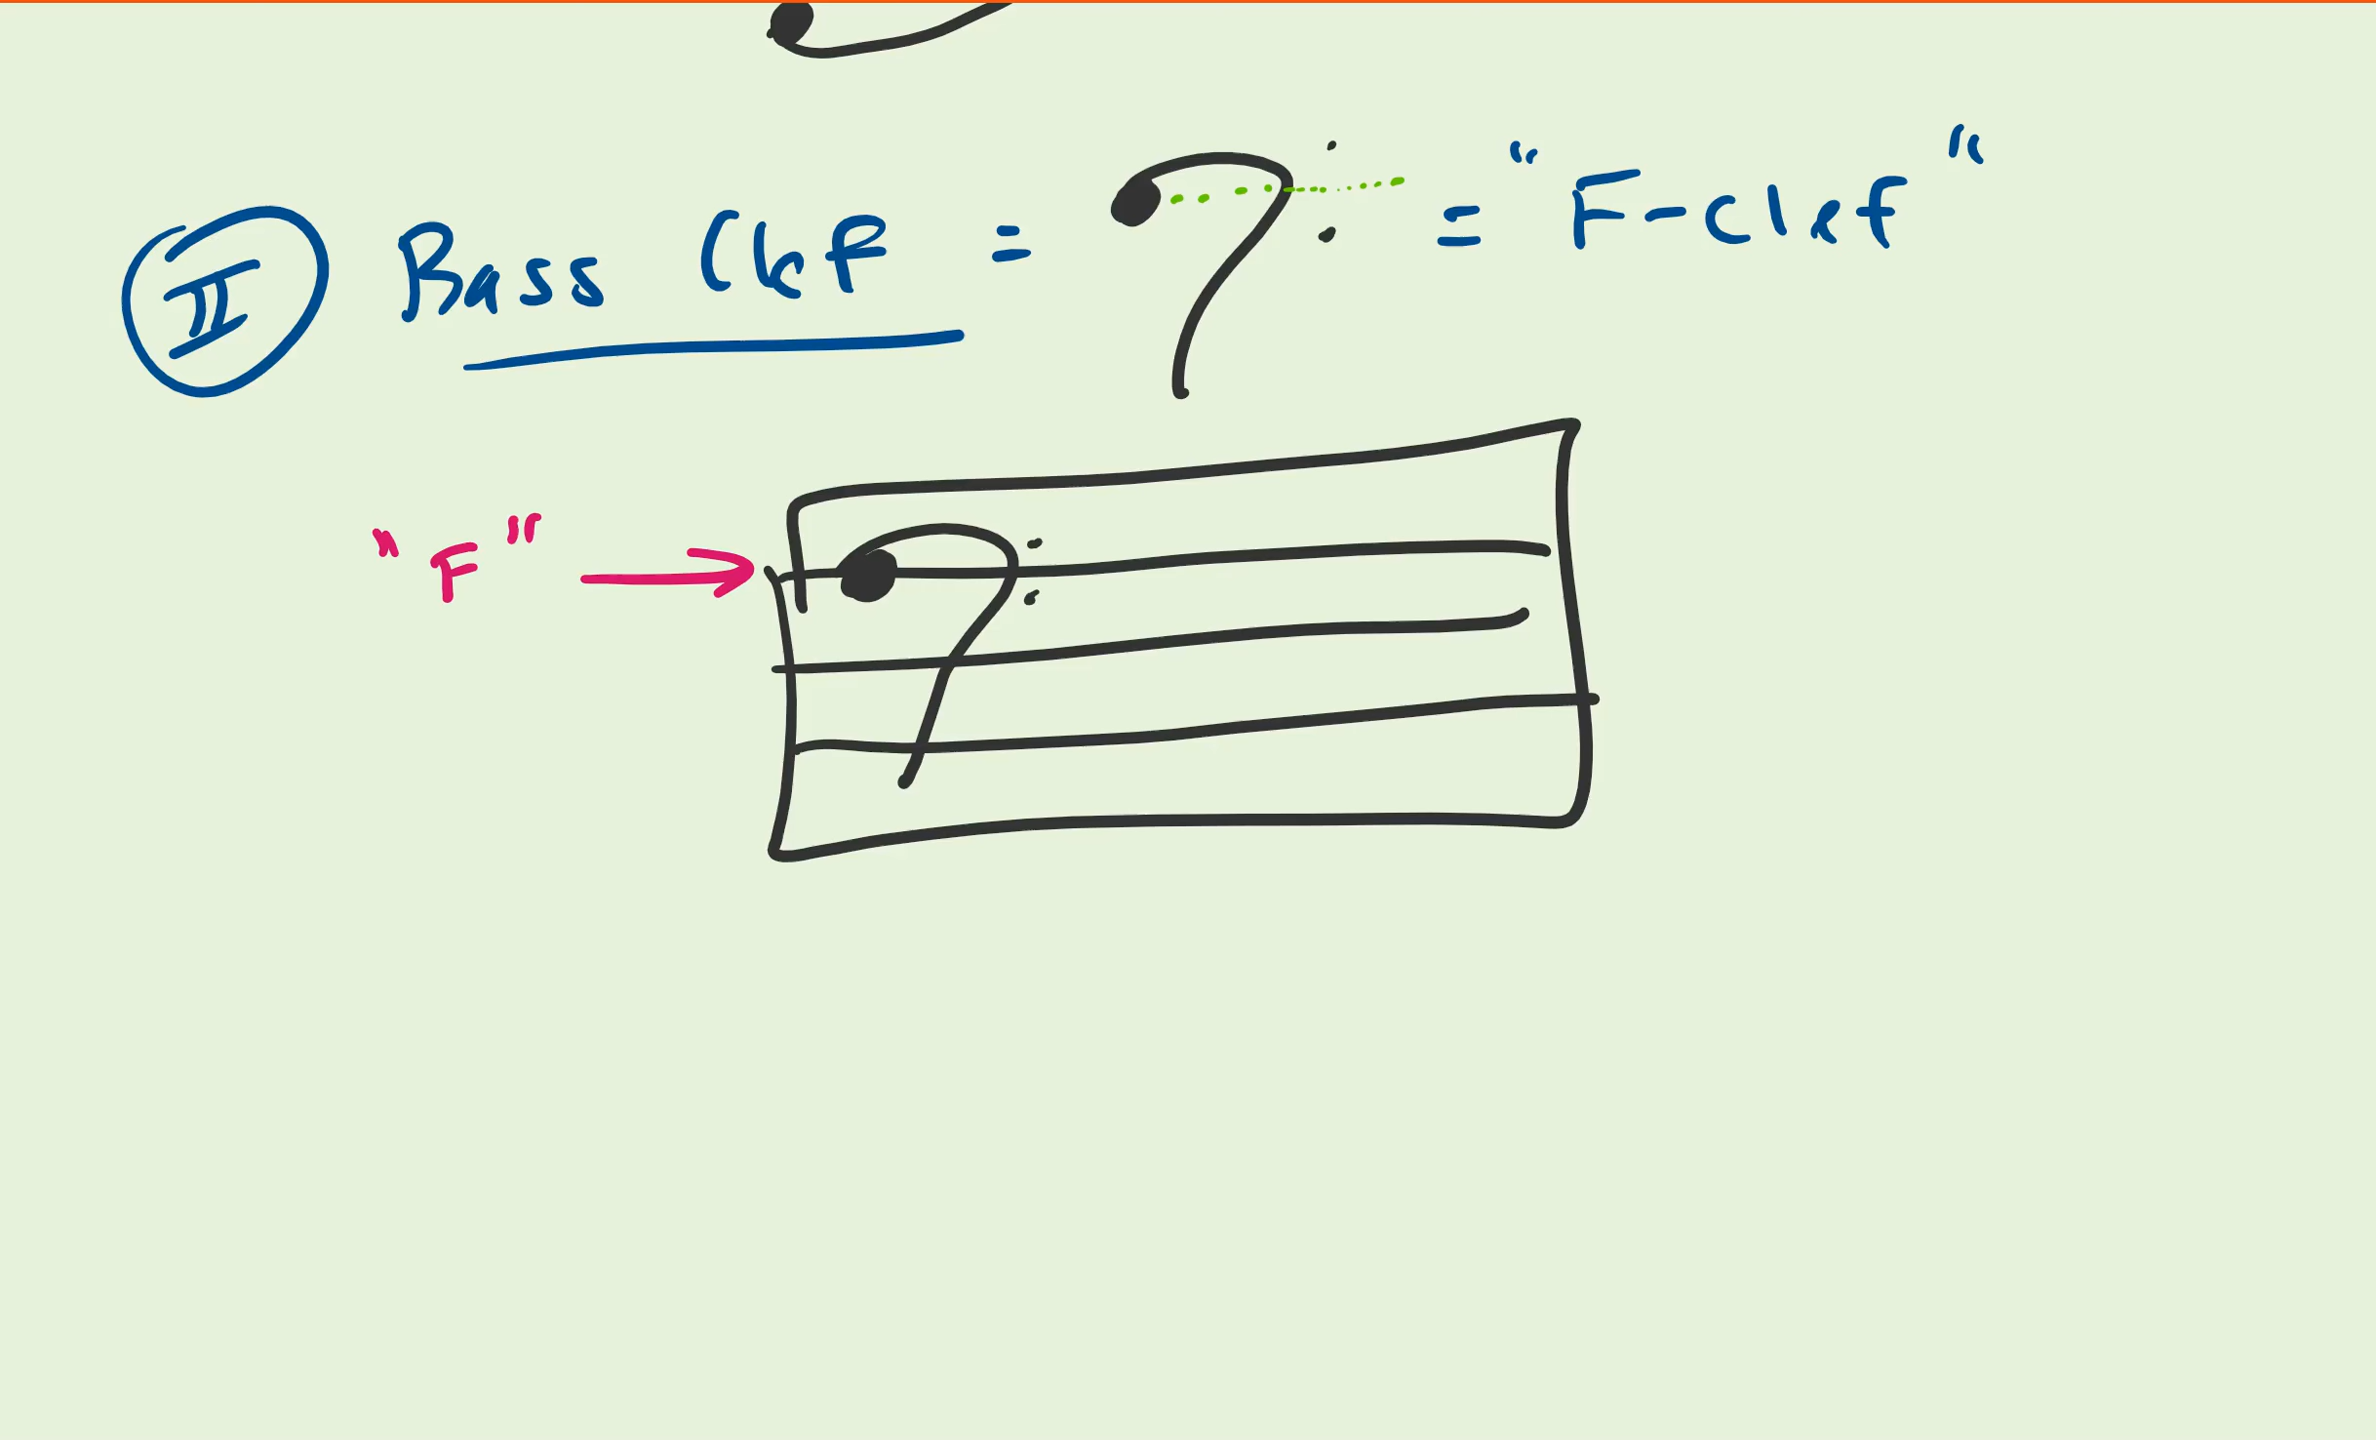 II Bass Clef = = "F-Clef"
"F"